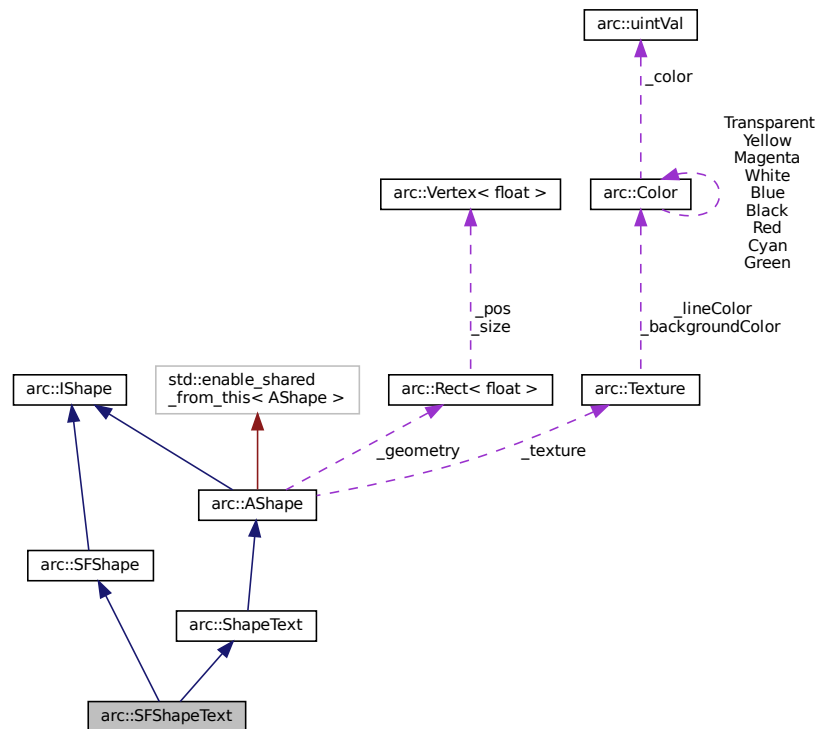 arc::uintVal
_color
Transparent
Yellow
Magenta
White
Blue
Black
Red
Cyan
Green
arc::Vertex< float >
arc::Color
_pos
_size
_lineColor
_backgroundColor
std::enable_shared
_from_this< AShape >
arc::IShape
arc::Rect< float >
arc::Texture
_geometry
_texture
arc::AShape
arc::SFShape
arc::ShapeText
arc::SFShapeText